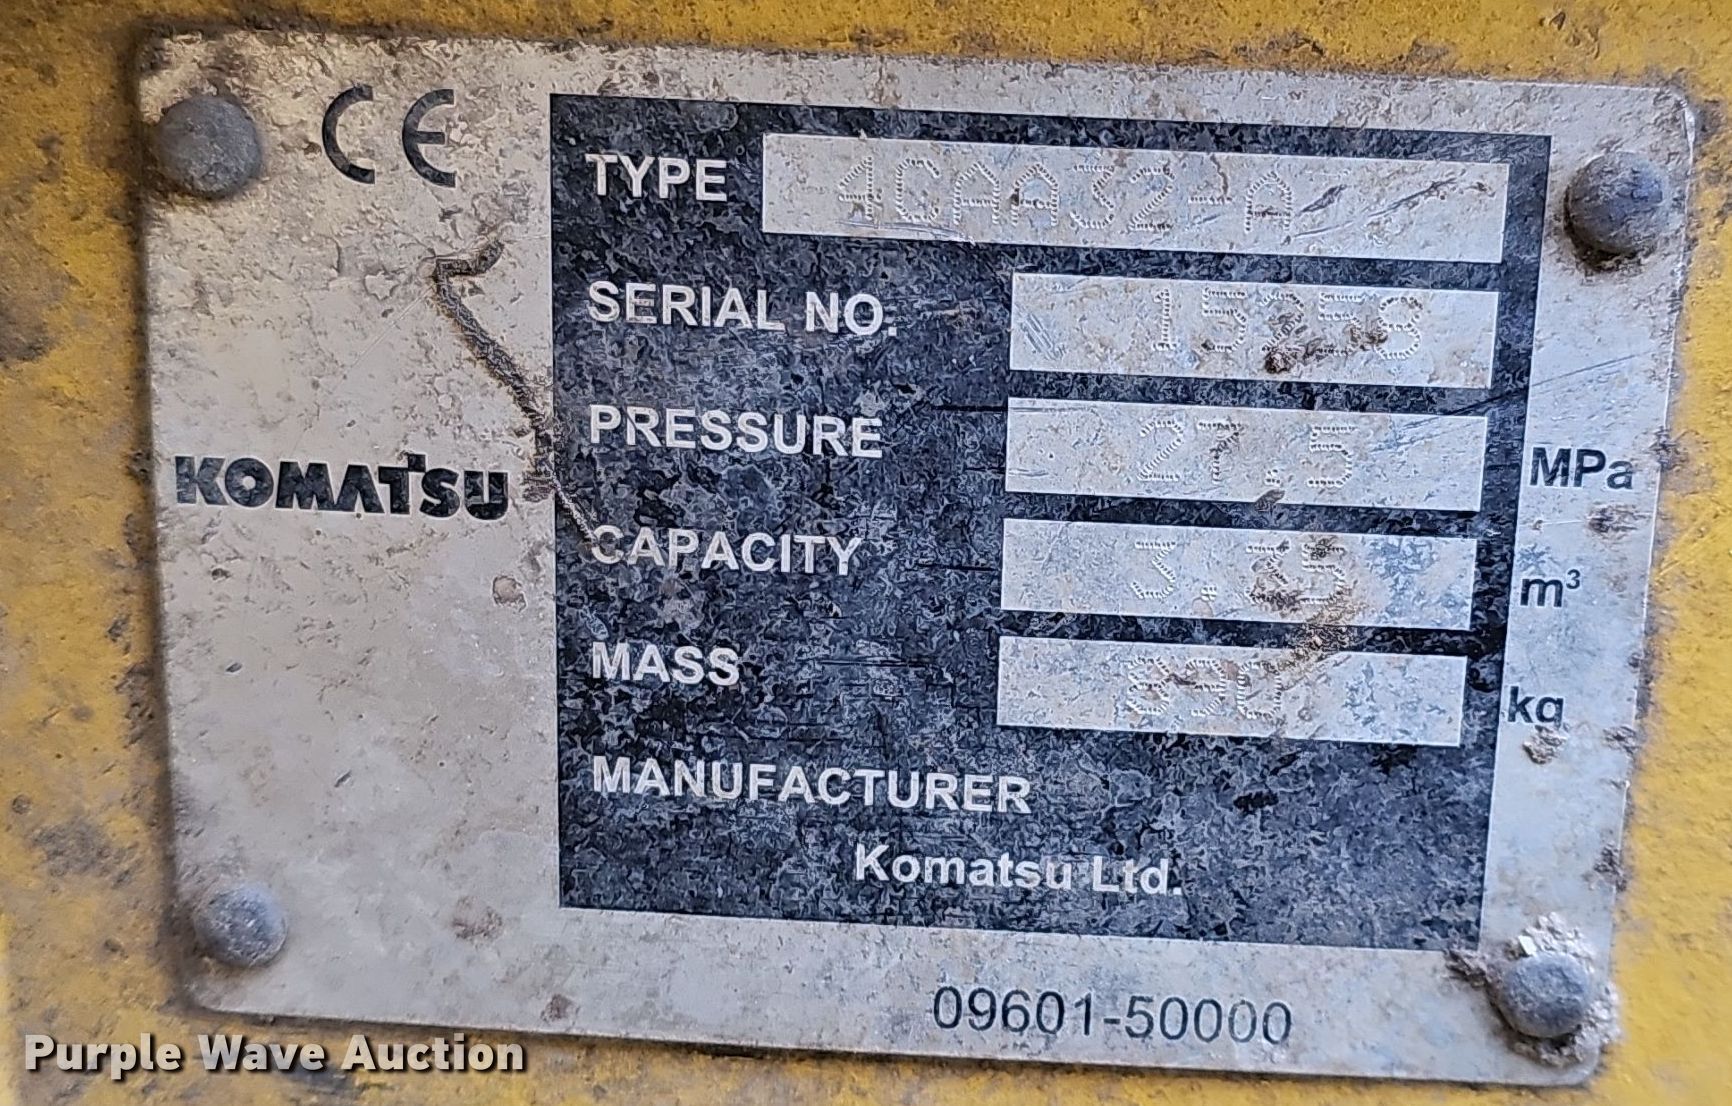 CE
TYPE 4CAA32-A
SERIAL NO.
PRESSURE 27.5 MPa
KOMATSU
CAPACITY m³
MASS kg
MANUFACTURER
Komatsu Ltd.
09601-50000
Purple Wave Auction